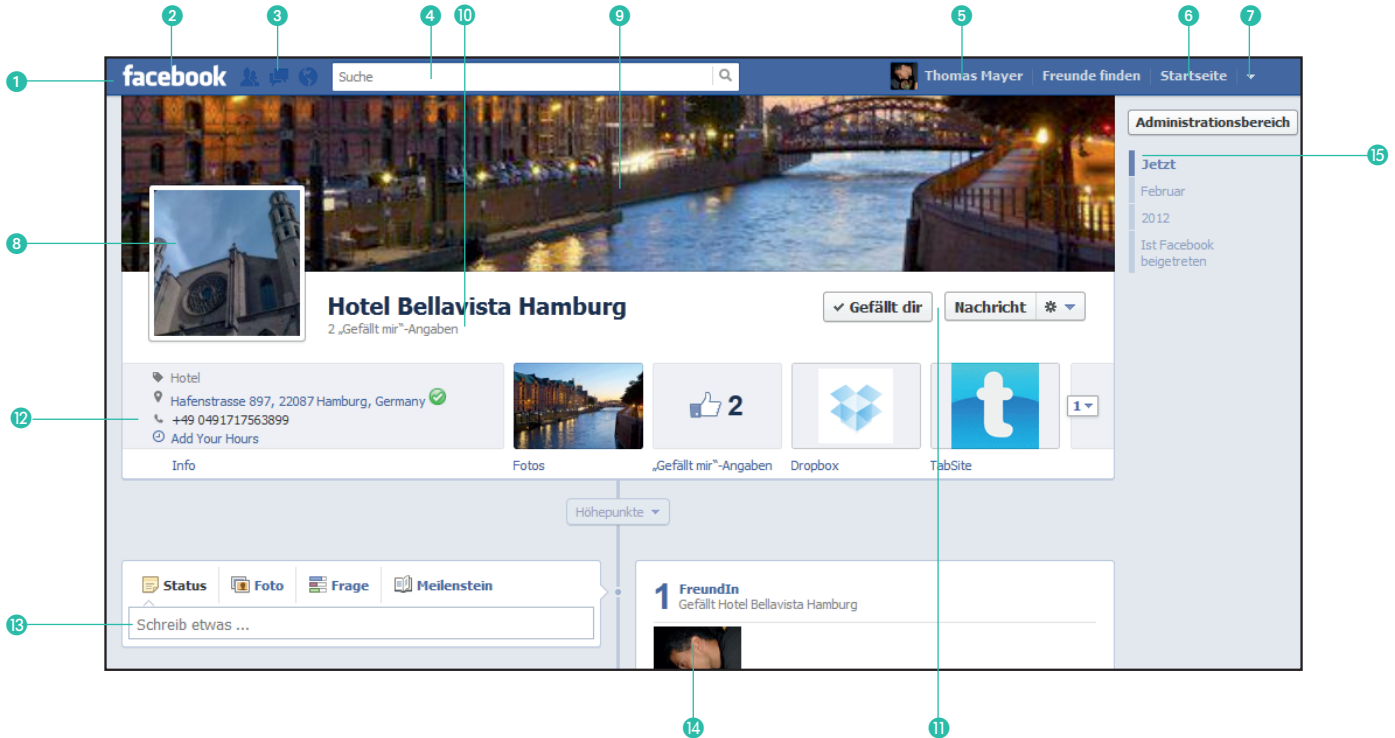 2 3 4 10 9 5 6 7
1
facebook Suche Thomas Mayer Freunde finden Startseite
Administrationsbereich
15
Jetzt
Februar
2012
Ist Facebook
beigetreten
8
Hotel Bellavista Hamburg
2 „Gefällt mir“-Angaben
Gefällt dir Nachricht
12
Hotel
Hafenstrasse 897, 22087 Hamburg, Germany
+49 0491717563899
Add Your Hours
Info
2
t
1
Fotos „Gefällt mir“-Angaben Dropbox TabSite
Höhepunkte
Status Foto Frage Meilenstein
13
Schreib etwas ...
1 FreundIn
Gefällt Hotel Bellavista Hamburg
14 11